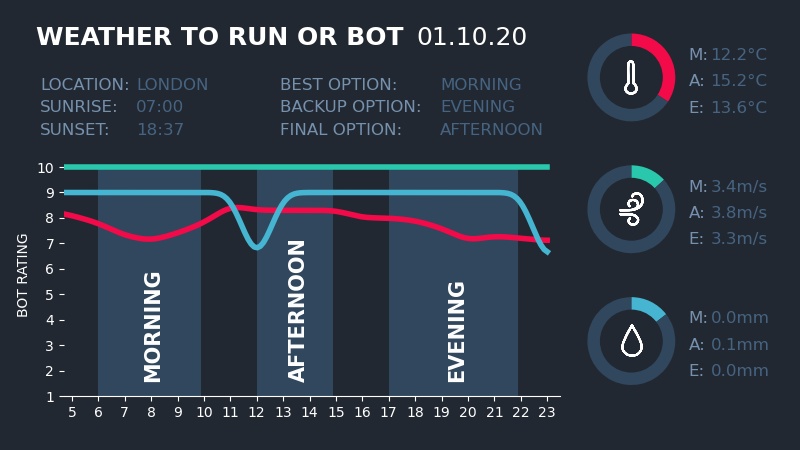 WEATHER TO RUN OR BOT 01.10.20
LOCATION: LONDON
SUNRISE: 07:00
SUNSET: 18:37
BEST OPTION: MORNING
BACKUP OPTION: EVENING
FINAL OPTION: AFTERNOON
M: 12.2°C
A: 15.2°C
E: 13.6°C
M: 3.4m/s
A: 3.8m/s
E: 3.3m/s
M: 0.0mm
A: 0.1mm
E: 0.0mm
BOT RATING
10
9
8
7
6
5
4
3
2
1
MORNING
AFTERNOON
EVENING
5 6 7 8 9 10 11 12 13 14 15 16 17 18 19 20 21 22 23